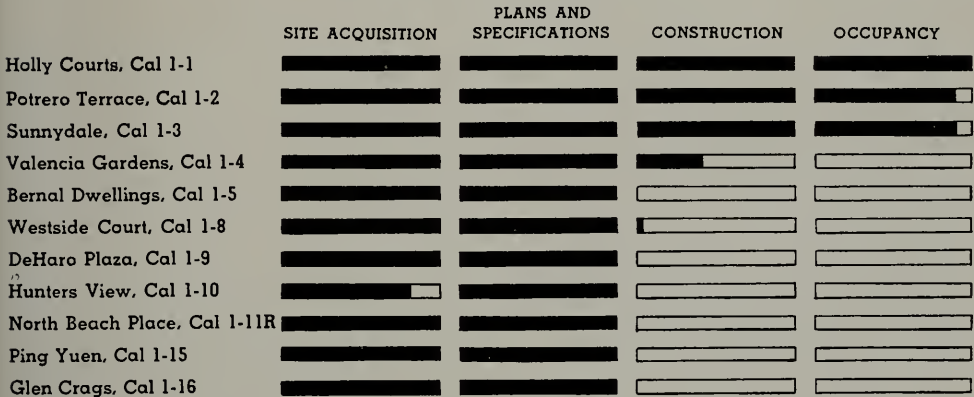 PLANS AND
SITE ACQUISITION SPECIFICATIONS CONSTRUCTION OCCUPANCY
Holly Courts, Cal 1-1
Potrero Terrace, Cal 1-2
Sunnydale, Cal 1-3
Valencia Gardens, Cal 1-4
Bernal Dwellings, Cal 1-5
Westside Court, Cal 1-8
DeHaro Plaza, Cal 1-9
Hunters View, Cal 1-10
North Beach Place, Cal 1-11R
Ping Yuen, Cal 1-15
Glen Crags, Cal 1-16